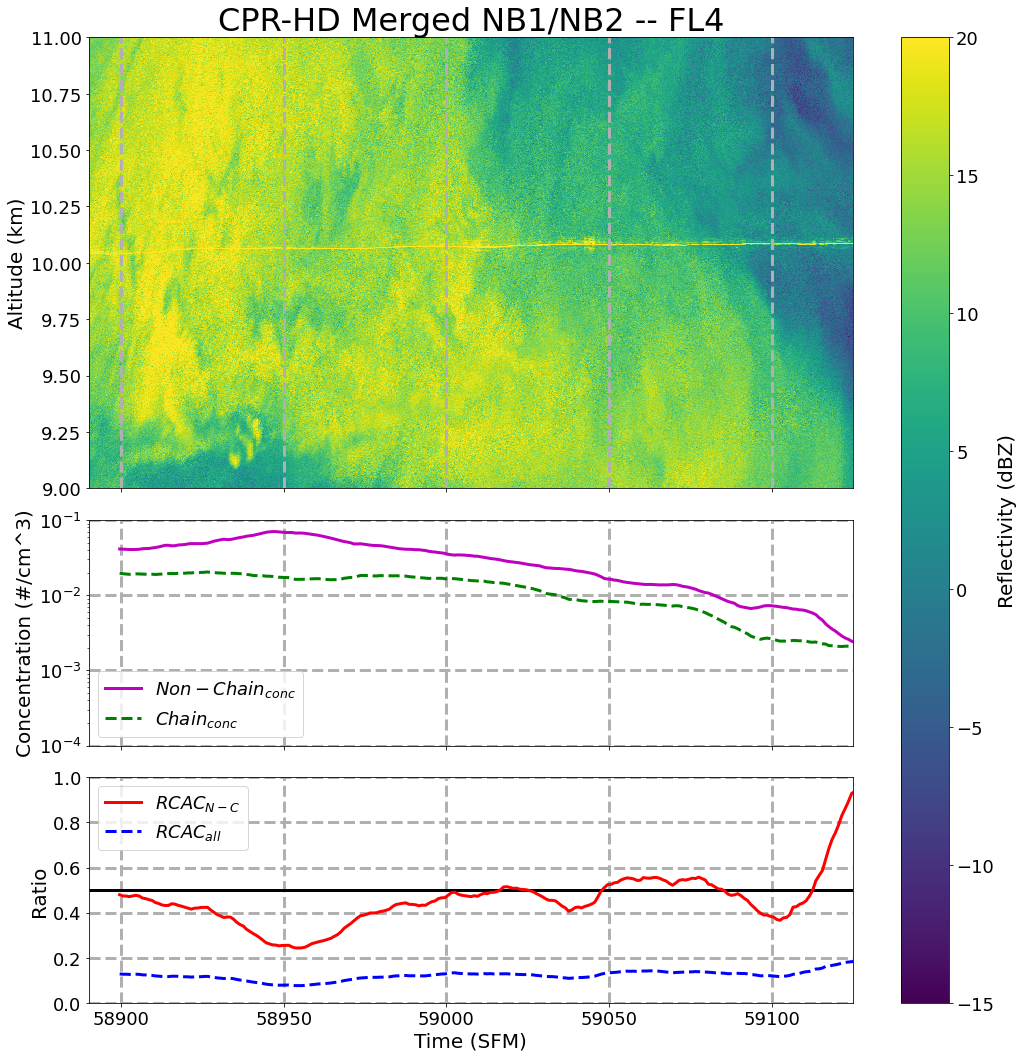 CPR-HD Merged NB1/NB2 -- FL4
Altitude (km)
11.00
10.75
10.50
10.25
10.00
9.75
9.50
9.25
9.00
Concentration (#/cm^3)
10⁻¹
10⁻²
10⁻³
10⁻⁴
Non − Chain_conc
Chain_conc
Ratio
1.0
0.8
0.6
0.4
0.2
0.0
RCAC_N−C
RCAC_all
58900 58950 59000 59050 59100
Time (SFM)
20
15
10
5
0
−5
−10
−15
Reflectivity (dBZ)